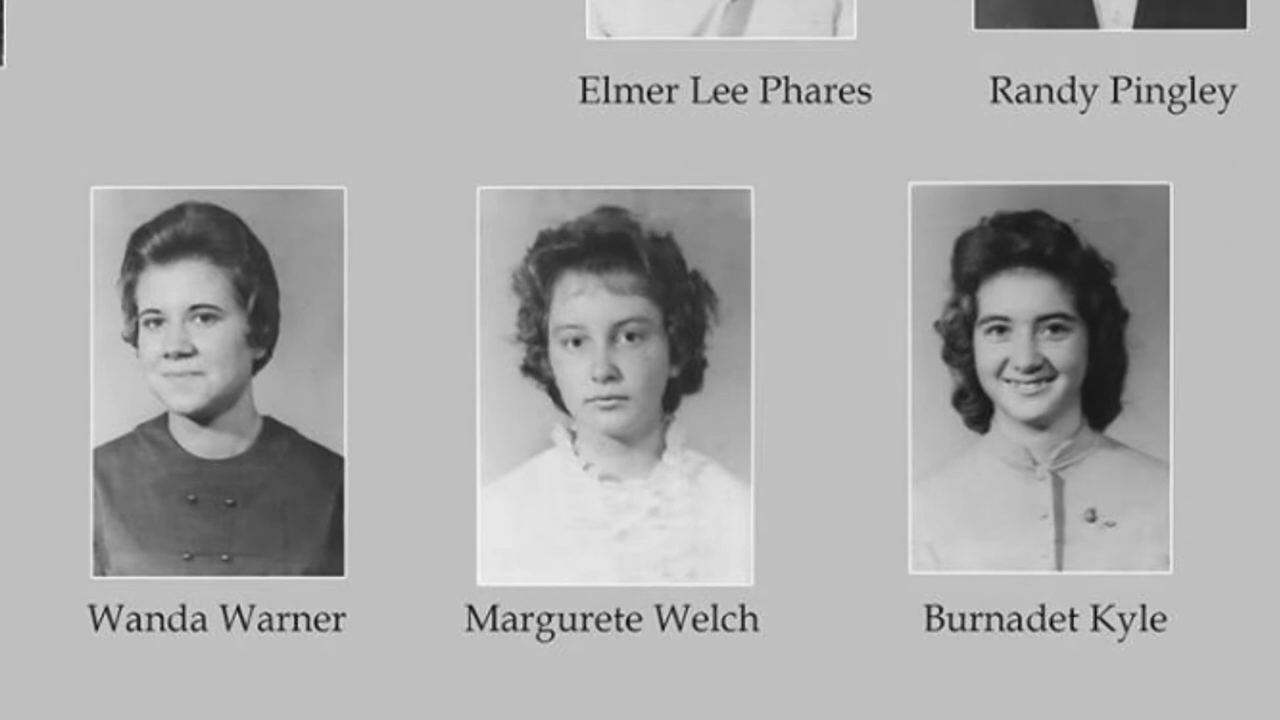 Elmer Lee Phares
Randy Pingley
Wanda Warner
Margurete Welch
Burnadet Kyle